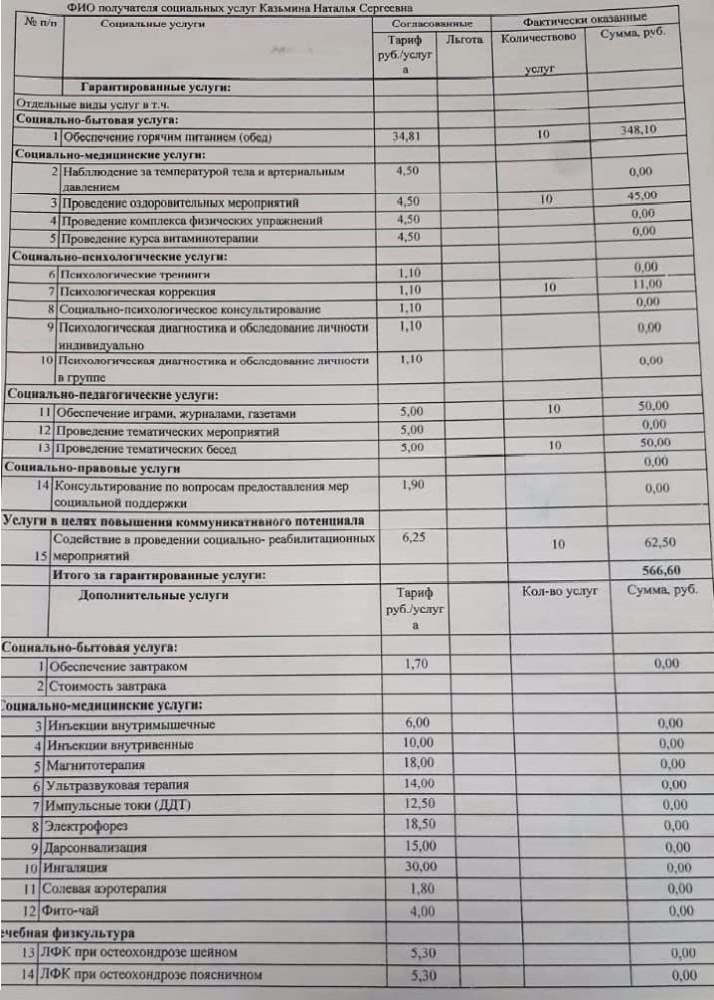 ФИО получателя социальных услуг Казьмина Наталья Сергеевна
№ п/п Социальные услуги Согласованные Фактически оказанные
Тариф руб./услуг а Льгота Количествово услуг Сумма, руб.
Гарантированные услуги:
Отдельные виды услуг в т.ч.
Социально-бытовая услуга:
1 Обеспечение горячим питанием (обед) 34,81 10 348,10
Социально-медицинские услуги:
2 Набллюдение за температурой тела и артериальным 4,50 0,00
давлением
3 Проведение оздоровительных мероприятий 4,50 10 45,00
4 Проведение комплекса физических упражнений 4,50 0,00
5 Проведение курса витаминотерапии 4,50 0,00
Социально-психологические услуги:
6 Психологические тренинги 1,10 0,00
7 Психологическая коррекция 1,10 10 11,00
8 Социально-психологическое консультирование 1,10 0,00
9 Психологическая диагностика и обследование личности 1,10 0,00
индивидуально
10 Психологическая диагностика и обследование личности 1,10 0,00
в группе
Социально-педагогические услуги:
11 Обеспечение играми, журналами, газетами 5,00 10 50,00
12 Проведение тематических мероприятий 5,00 0,00
13 Проведение тематических бесед 5,00 10 50,00
Социально-правовые услуги 0,00
14 Консультирование по вопросам предоставления мер 1,90 0,00
социальной поддержки
Услуги в целях повышения коммуникативного потенциала
Содействие в проведении социально- реабилитационных 6,25 10 62,50
15 мероприятий
Итого за гарантированные услуги: 566,60
Дополнительные услуги Тариф руб./услуг а Кол-во услуг Сумма, руб.
Социально-бытовая услуга:
1 Обеспечение завтраком 1,70 0,00
2 Стоимость завтрака
Социально-медицинские услуги:
3 Инъекции внутримышечные 6,00 0,00
4 Инъекции внутривенные 10,00 0,00
5 Магнитотерапия 18,00 0,00
6 Ультразвуковая терапия 14,00 0,00
7 Импульсные токи (ДДТ) 12,50 0,00
8 Электрофорез 18,50 0,00
9 Дарсонвализация 15,00 0,00
10 Ингаляция 30,00 0,00
11 Солевая аэротерапия 1,80 0,00
12 Фито-чай 4,00 0,00
ечебная физкультура
13 ЛФК при остеохондрозе шейном 5,30 0,00
14 ЛФК при остеохондрозе поясничном 5,30 0,00